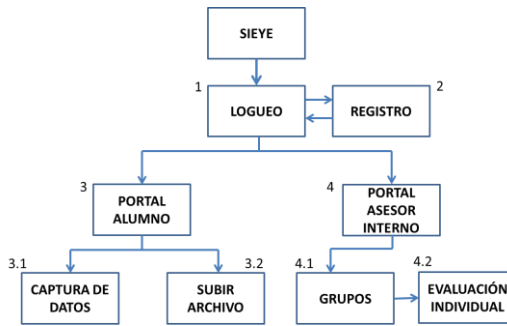 SIEYE
1
2
LOGUEO
REGISTRO
3
4
PORTAL
ALUMNO
PORTAL
ASESOR
INTERNO
3.1
3.2
4.1
4.2
CAPTURA DE
DATOS
SUBIR
ARCHIVO
GRUPOS
EVALUACIÓN
INDIVIDUAL